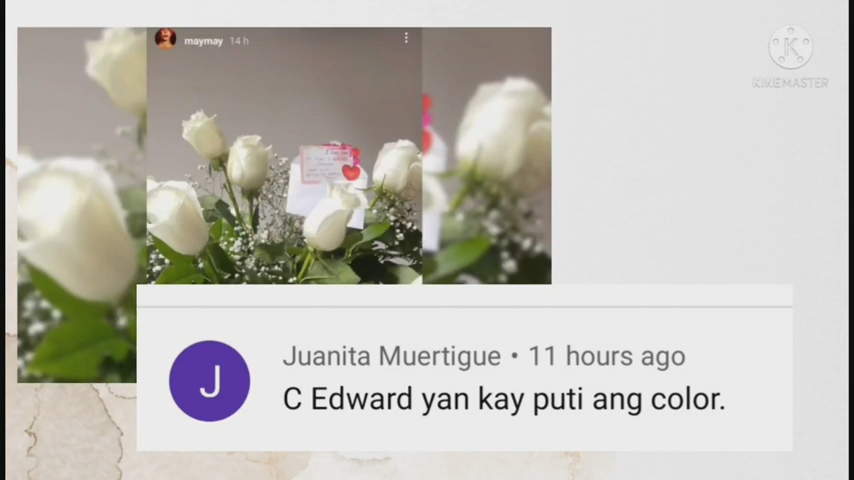 maymay 14 h
K
KINEMASTER
J
Juanita Muertigue • 11 hours ago
C Edward yan kay puti ang color.